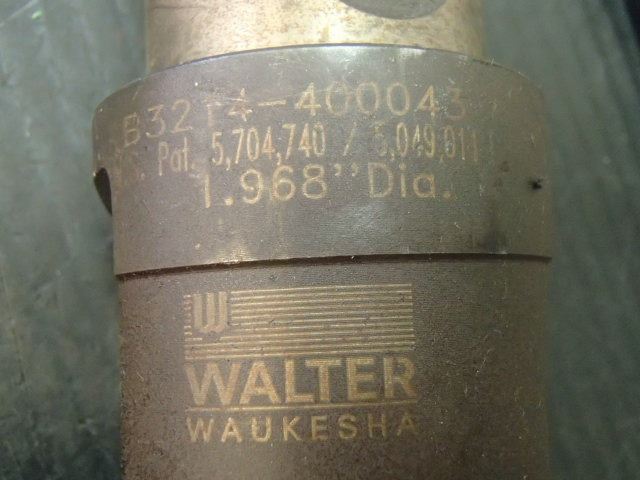 B3214-400043
U.S. Pat. 5,704,740 / 5,049,011
1.968" Dia.
W
WALTER
WAUKESHA